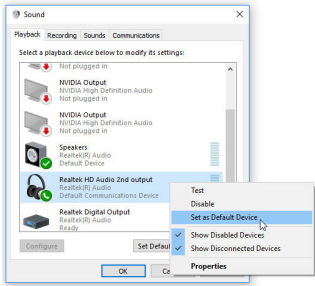 Sound
Playback Recording Sounds Communications
Select a playback device below to modify its settings:
Not plugged in
NVIDIA Output
NVIDIA High Definition Audio
Not plugged in
NVIDIA Output
NVIDIA High Definition Audio
Not plugged in
Speakers
Realtek(R) Audio
Default Device
Realtek HD Audio 2nd output
Realtek(R) Audio
Default Communications Device
Realtek Digital Output
Realtek(R) Audio
Ready
Test
Disable
Set as Default Device
Show Disabled Devices
Show Disconnected Devices
Properties
Configure Set Defau
OK Ca